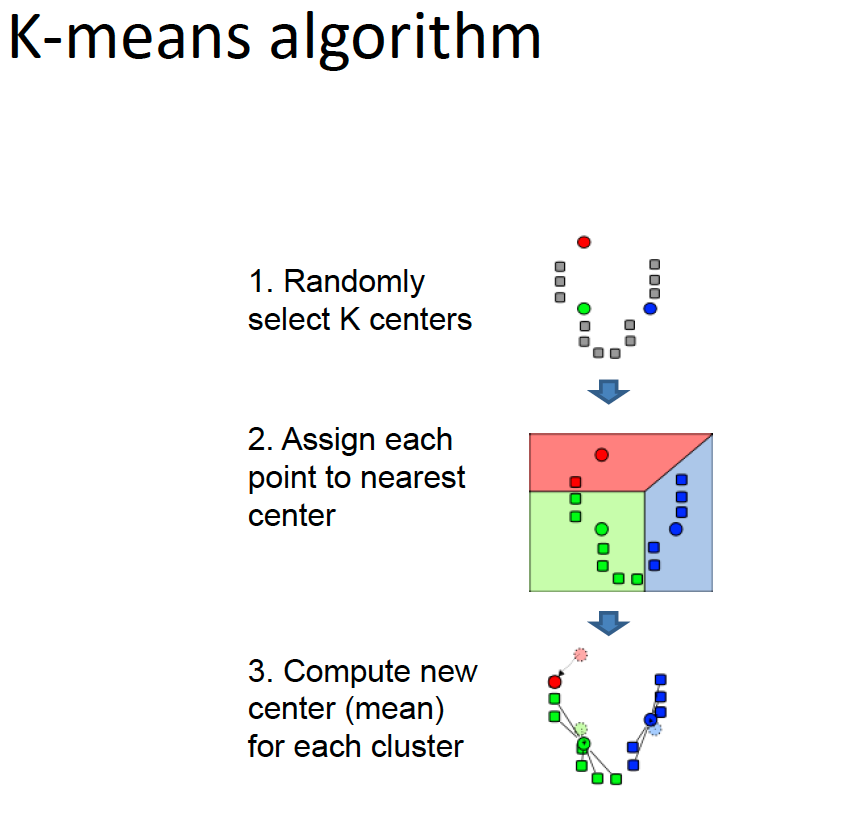 K-means algorithm
1. Randomly
select K centers
2. Assign each
point to nearest
center
3. Compute new
center (mean)
for each cluster